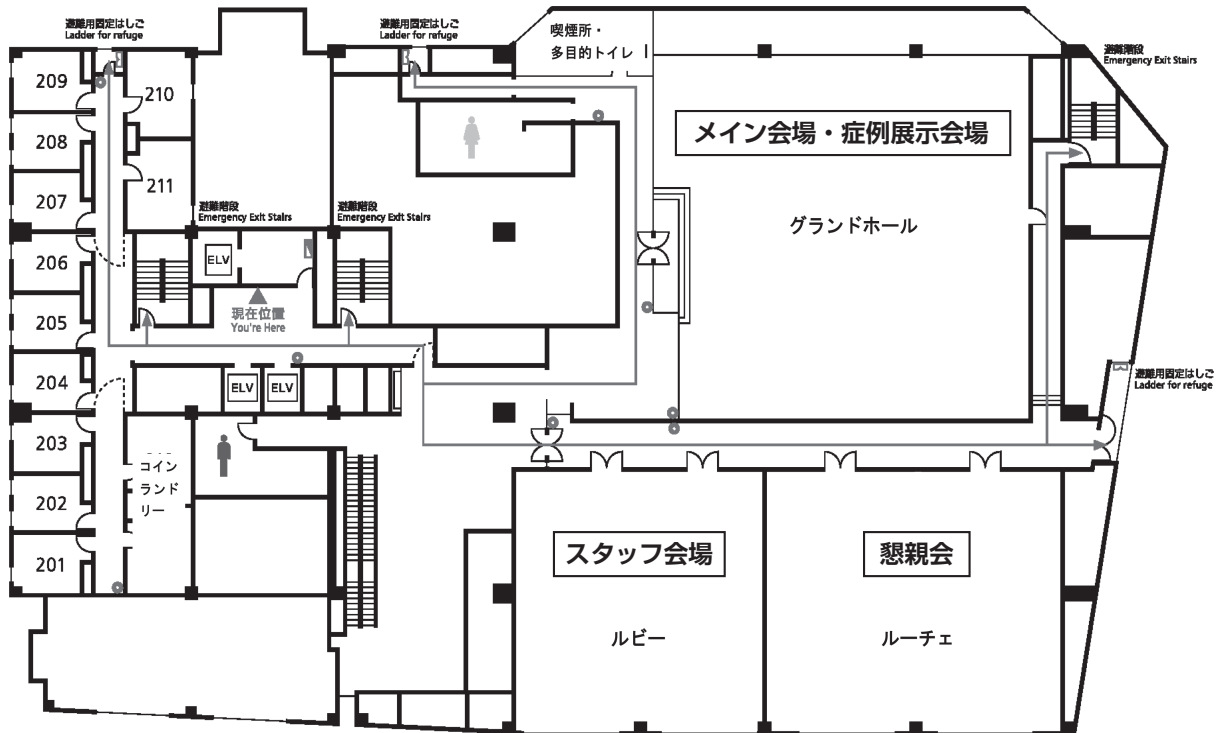 避難用固定はしご
Ladder for refuge
避難用固定はしご
Ladder for refuge
喫煙所・
多目的トイレ
避難階段
Emergency Exit Stairs
209
210
208
メイン会場・症例展示会場
207
211
避難階段
Emergency Exit Stairs
避難階段
Emergency Exit Stairs
グランドホール
206
ELV
現在位置
You're Here
205
204
ELV
ELV
避難用固定はしご
Ladder for refuge
203
コイン
ランド
リー
202
201
スタッフ会場
懇親会
ルビー
ルーチェ